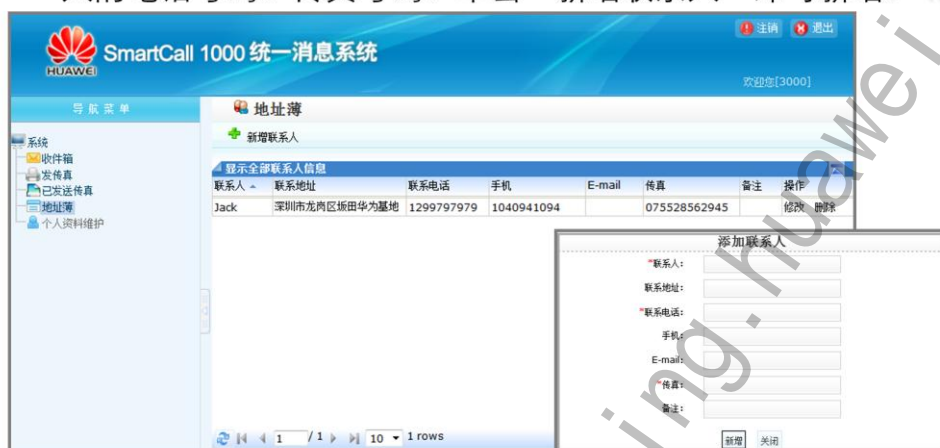 HUAWEI
SmartCall 1000 统一消息系统
注销 退出
欢迎您[3000]
导航菜单
地址薄
新增联系人
系统
收件箱
发传真
已发送传真
地址薄
个人资料维护
显示全部联系人信息
联系人 联系地址 联系电话 手机 E-mail 传真 备注 操作
Jack 深圳市龙岗区坂田华为基地 1299797979 1040941094 075528562945 修改 删除
添加联系人
*联系人:
联系地址:
*联系电话:
手机:
E-mail:
*传真:
备注:
新增 关闭
1 / 1 10 1 rows
ing.huawei